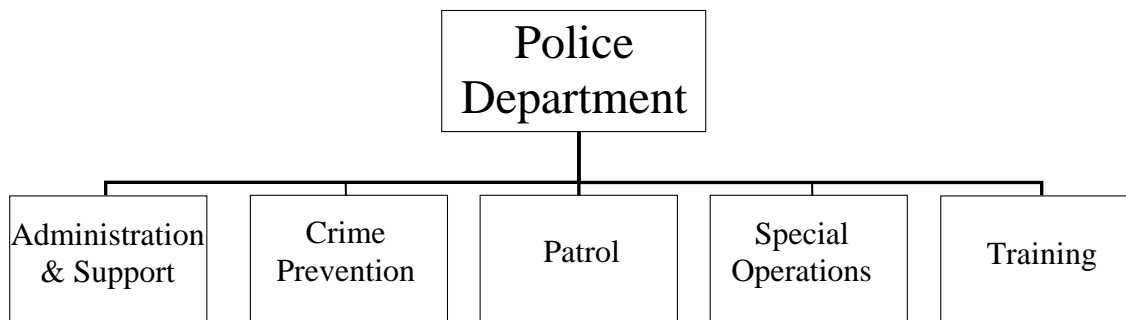 Police
Department
Administration
& Support
Crime
Prevention
Patrol
Special
Operations
Training